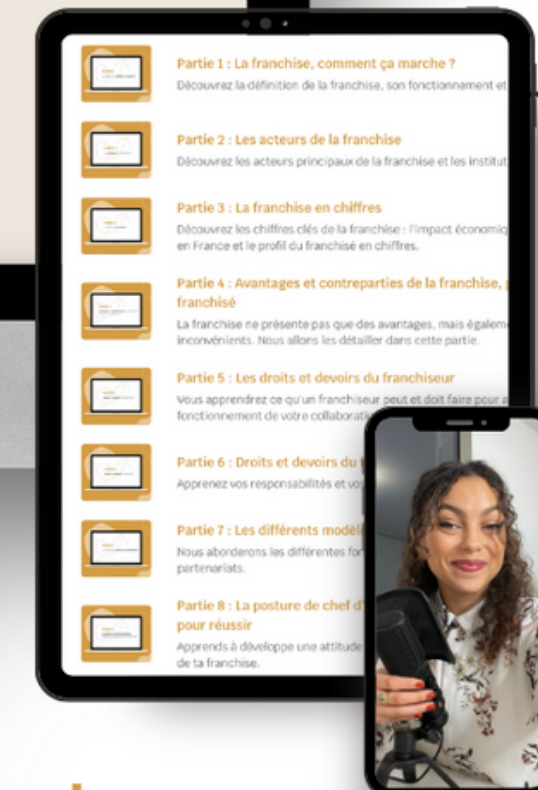 Partie 1 : La franchise, comment ça marche ?
Découvrez la définition de la franchise, son fonctionnement et
Partie 2 : Les acteurs de la franchise
Découvrez les acteurs principaux de la franchise et les institut
Partie 3 : La franchise en chiffres
Découvrez les chiffres clés de la franchise : l'impact économiq
en France et le profil du franchisé en chiffres.
Partie 4 : Avantages et contreparties de la franchise,
franchisé
La franchise ne présente pas que des avantages, mais égalem
inconvénients. Nous allons les détailler dans cette partie.
Partie 5 : Les droits et devoirs du franchiseur
Vous apprendrez ce qu'un franchiseur peut et doit faire pour a
fonctionnement de votre collaborati
Partie 6 : Droits et devoirs du
Apprenez vos responsabilités et vos
Partie 7 : Les différents modèl
Nous aborderons les différentes for
partenariats.
Partie 8 : La posture de chef d'
pour réussir
Apprends à développe une attitude
de ta franchise.